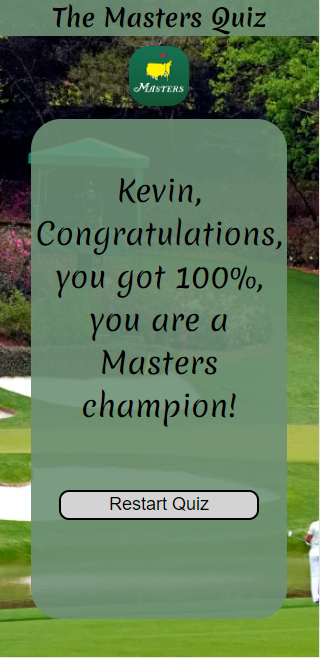 The Masters Quiz
Masters
Kevin,
Congratulations,
you got 100%,
you are a
Masters
champion!
Restart Quiz